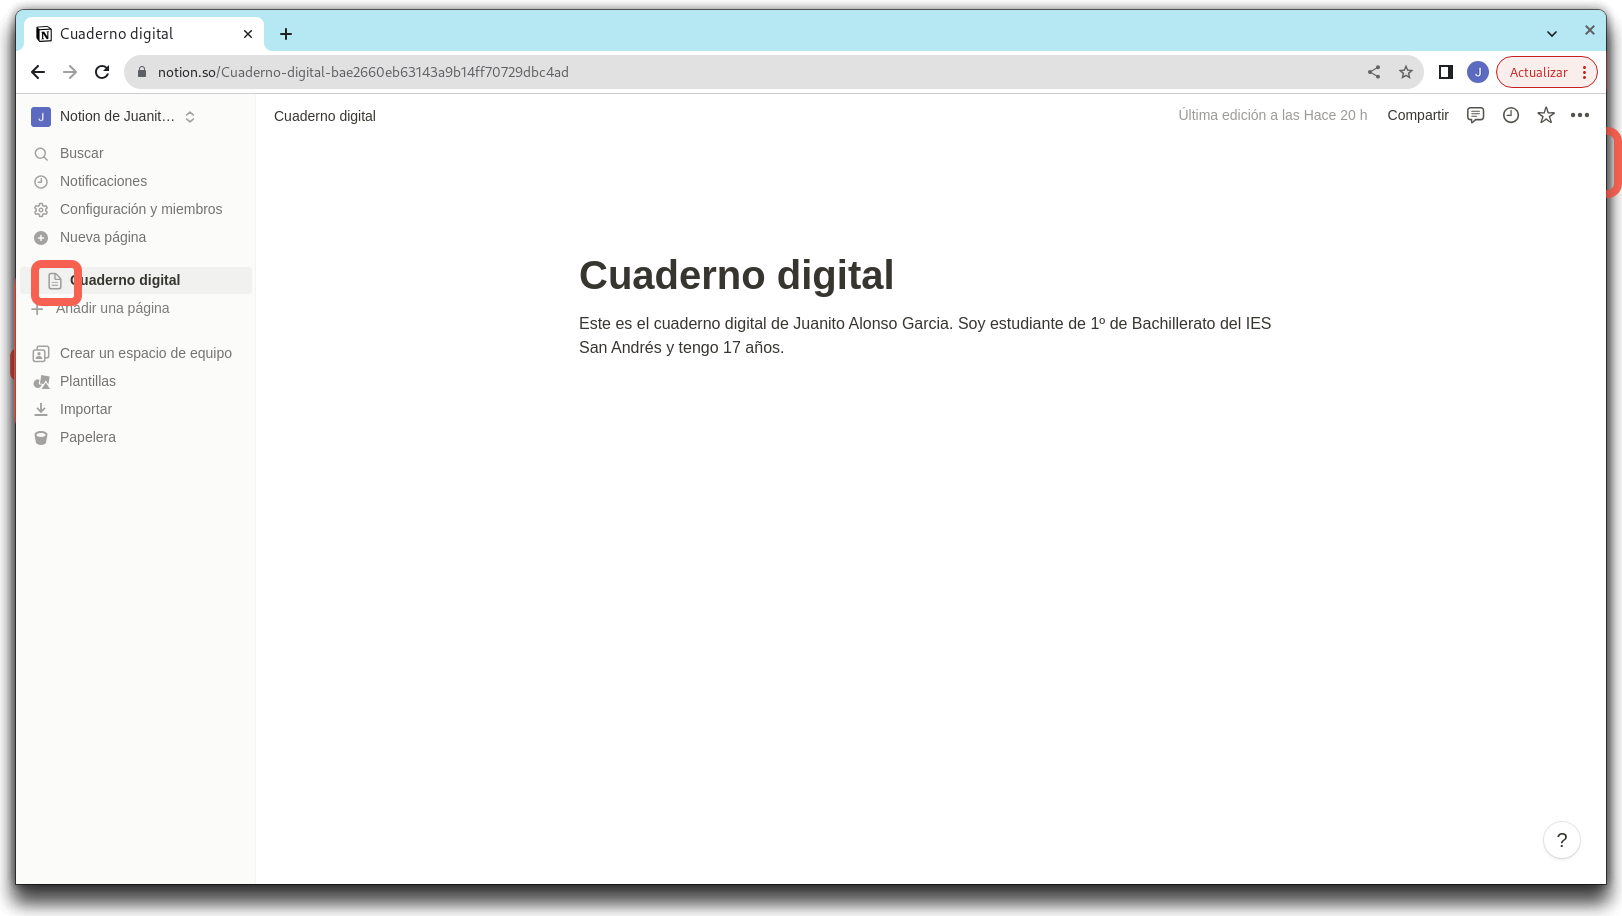 Cuaderno digital
notion.so/Cuaderno-digital-bae2660eb63143a9b14ff70729dbc4ad
J
Actualizar
J
Notion de Juanit…
Cuaderno digital
Última edición a las Hace 20 h
Compartir
Buscar
Notificaciones
Configuración y miembros
Nueva página
Cuaderno digital
Añadir una página
Crear un espacio de equipo
Plantillas
Importar
Papelera
Cuaderno digital
Este es el cuaderno digital de Juanito Alonso Garcia. Soy estudiante de 1º de Bachillerato del IES
San Andrés y tengo 17 años.
?